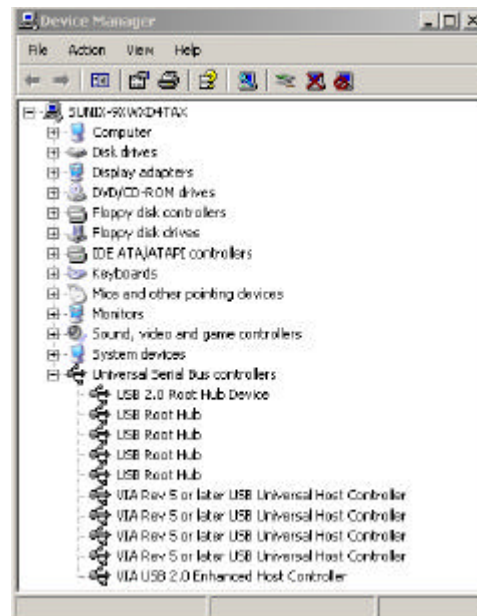 Device Manager
File Action View Help
SUNIX-9XWXD4TAX
Computer
Disk drives
Display adapters
DVD/CD-ROM drives
Floppy disk controllers
Floppy disk drives
IDE ATA/ATAPI controllers
Keyboards
Mice and other pointing devices
Monitors
Sound, video and game controllers
System devices
Universal Serial Bus controllers
USB 2.0 Root Hub Device
USB Root Hub
USB Root Hub
USB Root Hub
USB Root Hub
VIA Rev 5 or later USB Universal Host Controller
VIA Rev 5 or later USB Universal Host Controller
VIA Rev 5 or later USB Universal Host Controller
VIA Rev 5 or later USB Universal Host Controller
VIA USB 2.0 Enhanced Host Controller